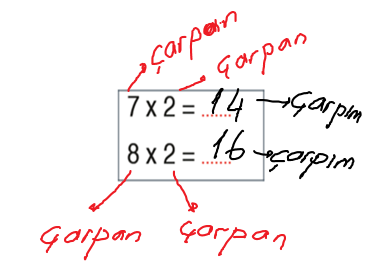 çarpan çarpan
7 x 2 = 14 → çarpım
8 x 2 = 16 → çarpım
çarpan çarpan